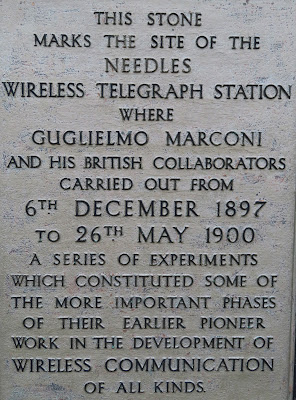 THIS STONE
MARKS THE SITE OF THE
NEEDLES
WIRELESS TELEGRAPH STATION
WHERE
GUGLIELMO MARCONI
AND HIS BRITISH COLLABORATORS
CARRIED OUT FROM
6TH DECEMBER 1897
TO 26TH MAY 1900
A SERIES OF EXPERIMENTS
WHICH CONSTITUTED SOME OF
THE MORE IMPORTANT PHASES
OF THEIR EARLIER PIONEER
WORK IN THE DEVELOPMENT OF
WIRELESS COMMUNICATION
OF ALL KINDS.